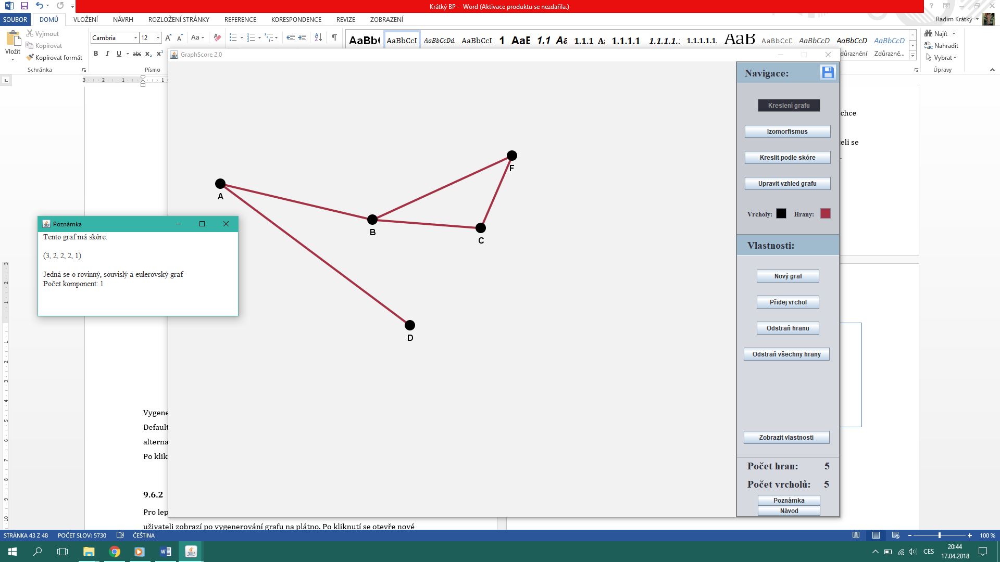 Krátký BP - Word (Aktivace produktu se nezdařila.)
SOUBOR DOMŮ VLOŽENÍ NÁVRH ROZLOŽENÍ STRÁNKY REFERENCE KORESPONDENCE REVIZE ZOBRAZENÍ
Radim Krátký
Vložit
Vyjmout
Kopírovat
Kopírovat formát
Schránka
Cambria 12
B I U abc x₂ x²
Písmo
AaBb( AaBbCcI AaBbCcDd. AaBbCcI 1 AaE 1.1 Aa 1.1.1 Aa 1.1.1.1 1.1.1.1. 1.1.1.1.1. AaB AaBbCcD AaBbCcD AaBbCcD AaBbCcD
důraznění Zdůrazně...
Najít
Nahradit
Vybrat
Úpravy
GraphScore 2.0
A
B
C
D
F
Poznámka
Tento graf má skóre:
(3, 2, 2, 2, 1)
Jedná se o rovinný, souvislý a eulerovský graf
Počet komponent: 1
Navigace:
Kreslení grafu
Izomorfismus
Kreslit podle skóre
Upravit vzhled grafu
Vrcholy: Hrany:
Vlastnosti:
Nový graf
Přidej vrchol
Odstraň hranu
Odstraň všechny hrany
Zobrazit vlastnosti
Počet hran: 5
Počet vrcholů: 5
Poznámka
Návod
chce
eli se
Vygene
Default
alterna
Po klik
9.6.2
Pro lep
uživateli zobrazí po vygenerování grafu na plátno. Po kliknutí se otevře nové
STRÁNKA 43 Z 48 POČET SLOV: 5730 ČEŠTINA
100 %
CES
20:44
17.04.2018